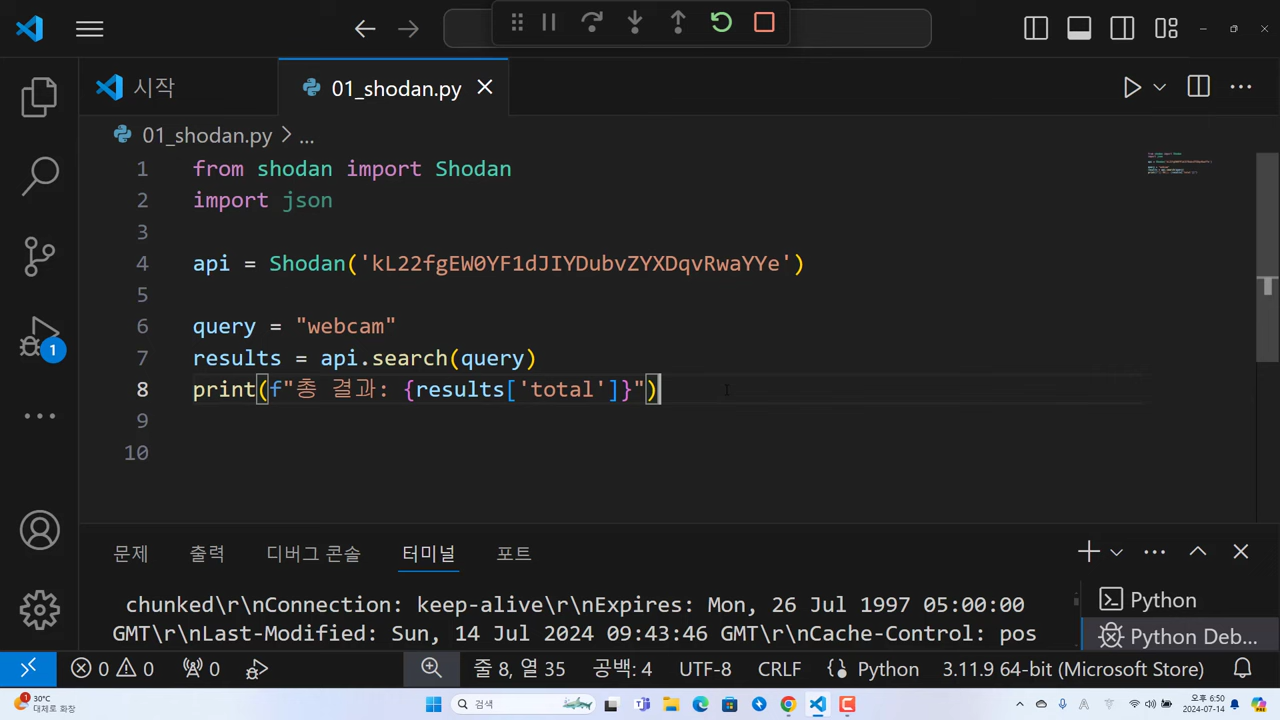 시작
01_shodan.py
01_shodan.py > ...
1 from shodan import Shodan
2 import json
3
4 api = Shodan('kL22fgEW0YF1dJIYDubvZYXDqvRwaYYe')
5
6 query = "webcam"
7 results = api.search(query)
8 print(f"총 결과: {results['total']}")
9
10
1
문제 출력 디버그 콘솔 터미널 포트
chunked\r\nConnection: keep-alive\r\nExpires: Mon, 26 Jul 1997 05:00:00
GMT\r\nLast-Modified: Sun, 14 Jul 2024 09:43:46 GMT\r\nCache-Control: pos
Python
Python Deb...
0 0 0 줄 8, 열 35 공백: 4 UTF-8 CRLF Python 3.11.9 64-bit (Microsoft Store)
1 30°C
대체로 화창
검색
오후 6:50
2024-07-14